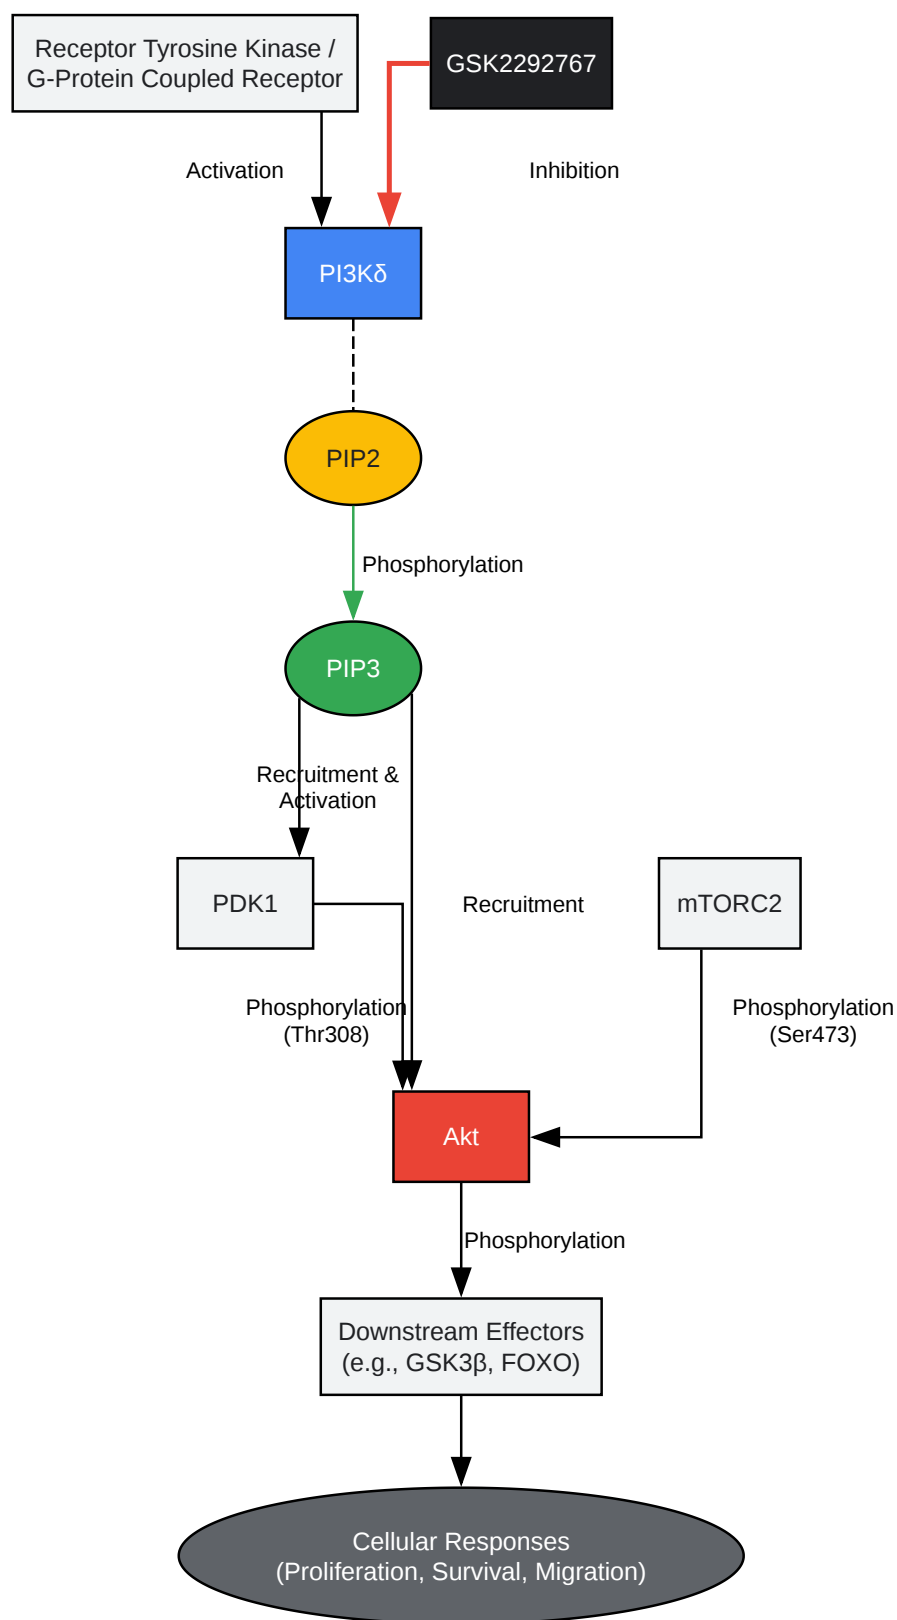 Receptor Tyrosine Kinase /
G-Protein Coupled Receptor
GSK2292767
Activation
Inhibition
PI3Kδ
PIP2
Phosphorylation
PIP3
Recruitment &
Activation
PDK1
Recruitment
mTORC2
Phosphorylation
(Thr308)
Phosphorylation
(Ser473)
Akt
Phosphorylation
Downstream Effectors
(e.g., GSK3β, FOXO)
Cellular Responses
(Proliferation, Survival, Migration)